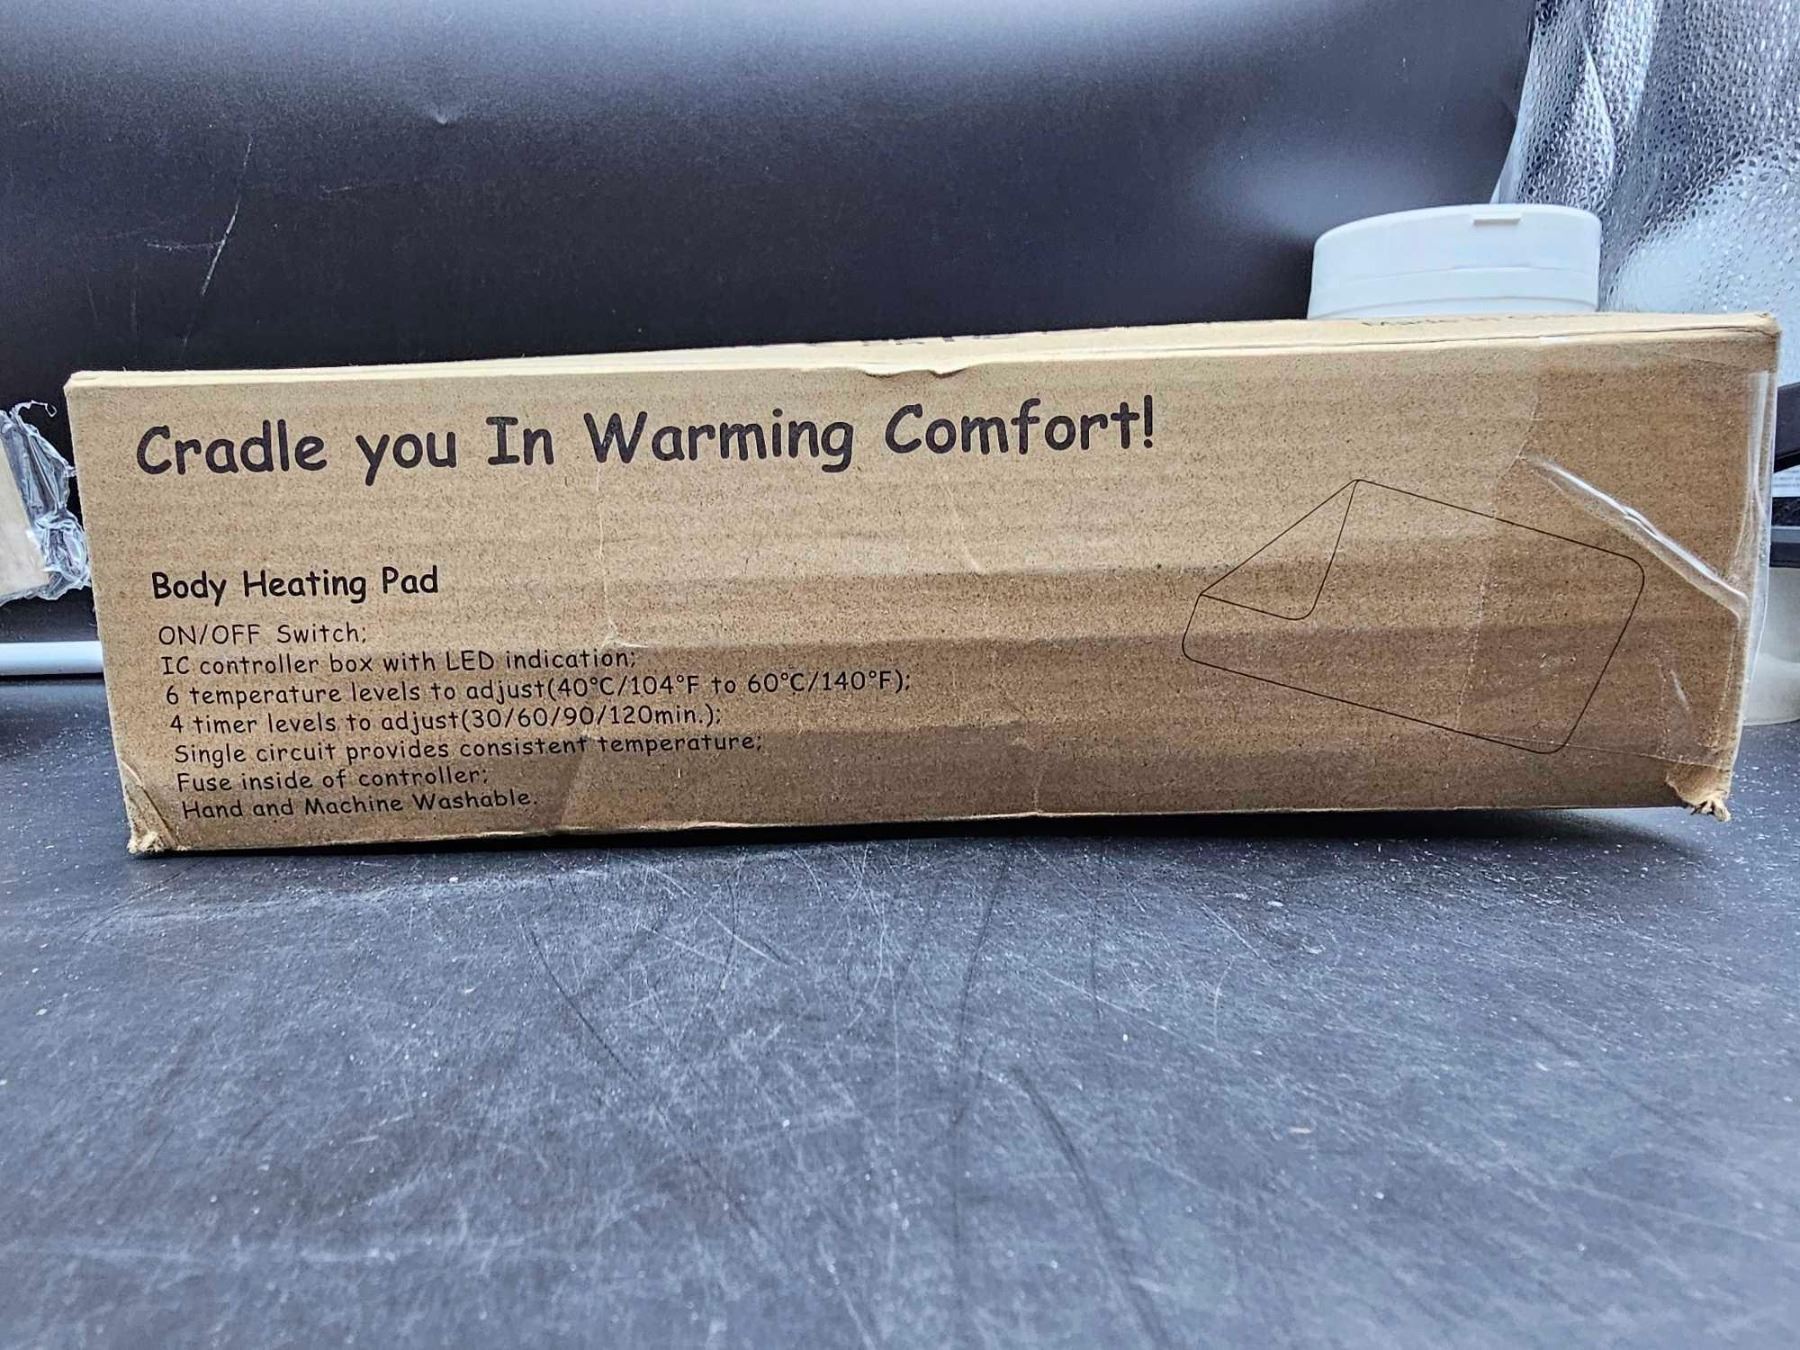 Cradle you In Warming Comfort!
Body Heating Pad
ON/OFF Switch;
IC controller box with LED indication;
6 temperature levels to adjust(40°C/104°F to 60°C/140°F);
4 timer levels to adjust(30/60/90/120min.);
Single circuit provides consistent temperature;
Fuse inside of controller;
Hand and Machine Washable.